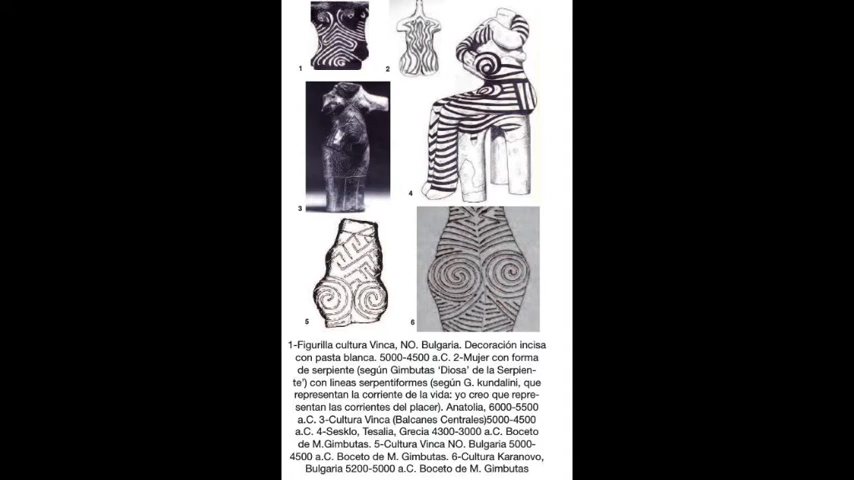 1
2
3
4
5
6
1-Figurilla cultura Vinca, NO. Bulgaria. Decoración incisa
con pasta blanca. 5000-4500 a.C. 2-Mujer con forma
de serpiente (según Gimbutas ‘Diosa’ de la Serpien-
te’) con lineas serpentiformes (según G. kundalini, que
representan la corriente de la vida: yo creo que repre-
sentan las corrientes del placer). Anatolia, 6000-5500
a.C. 3-Cultura Vinca (Balcanes Centrales)5000-4500
a.C. 4-Sesklo, Tesalia, Grecia 4300-3000 a.C. Boceto
de M.Gimbutas. 5-Cultura Vinca NO. Bulgaria 5000-
4500 a.C. Boceto de M. Gimbutas. 6-Cultura Karanovo,
Bulgaria 5200-5000 a.C. Boceto de M. Gimbutas